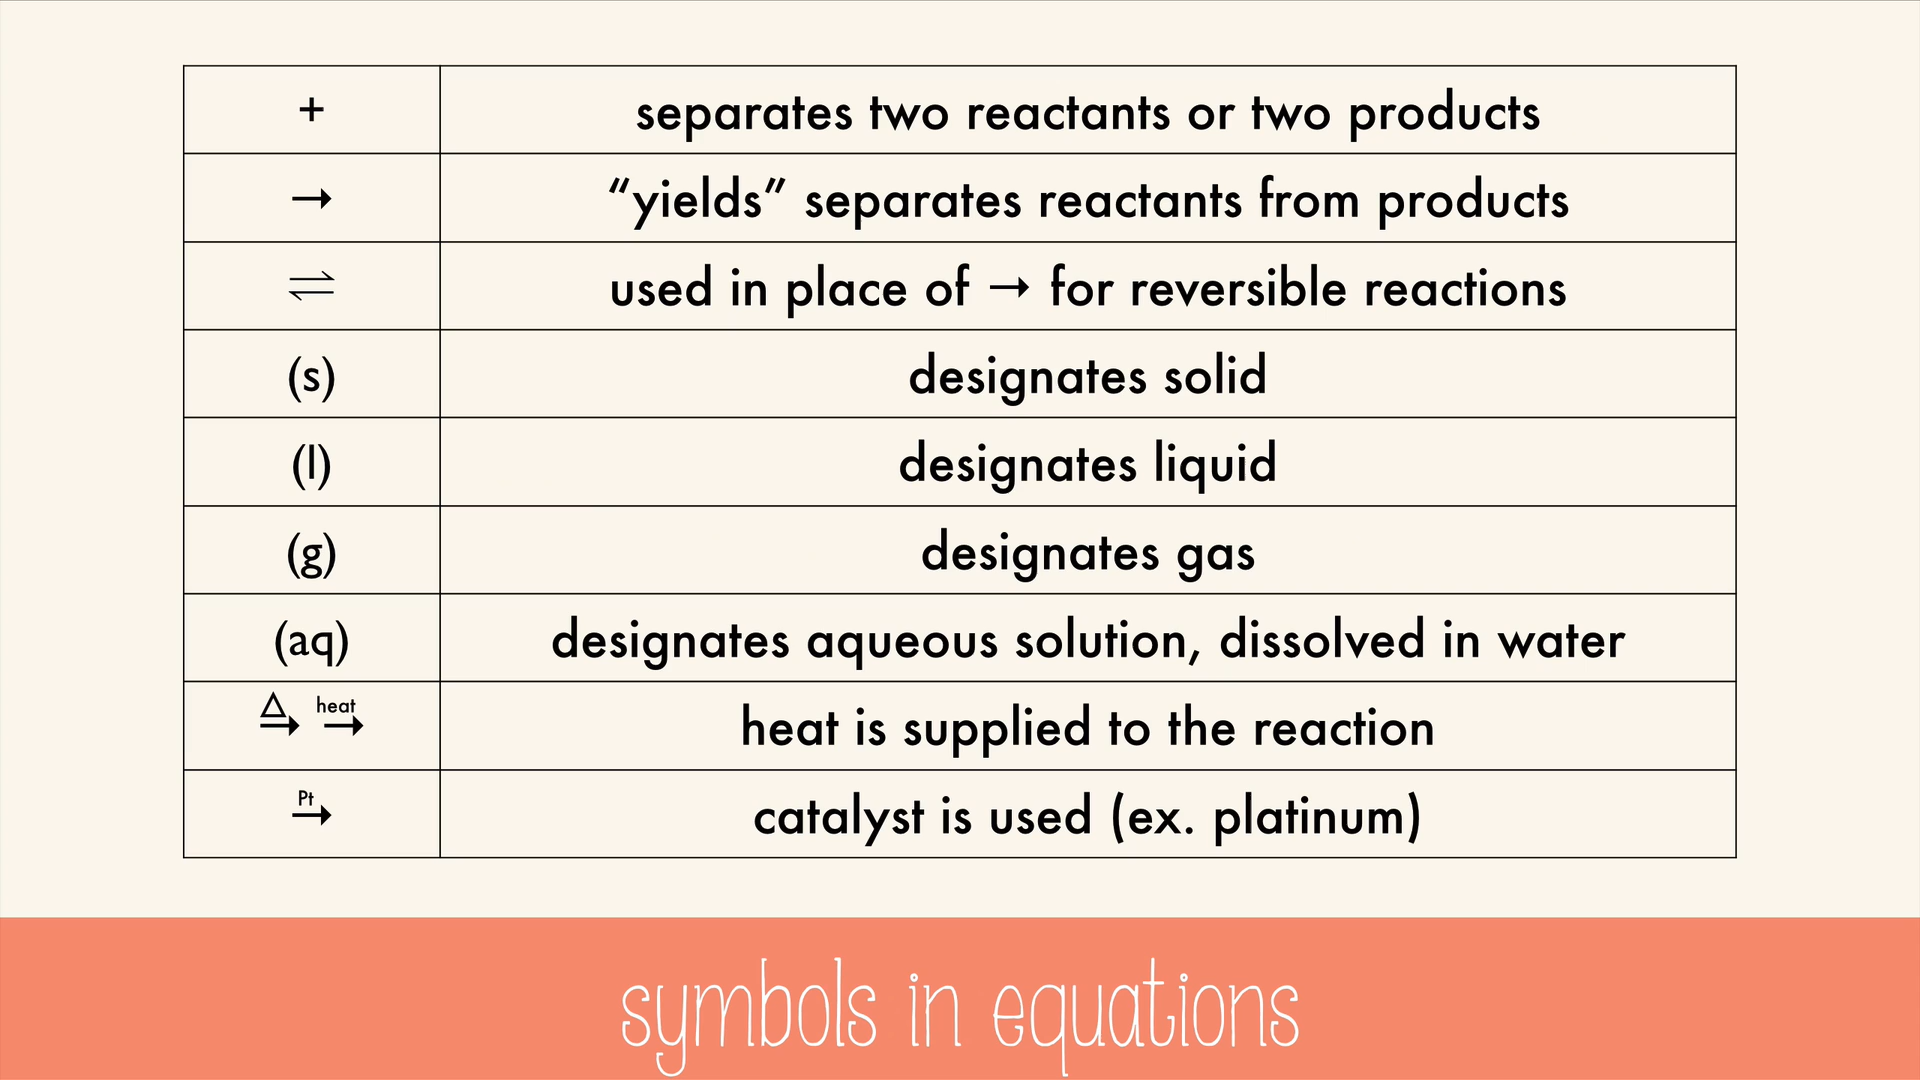 + separates two reactants or two products
→ “yields” separates reactants from products
⇌ used in place of → for reversible reactions
(s) designates solid
(l) designates liquid
(g) designates gas
(aq) designates aqueous solution, dissolved in water
△→ heat→ heat is supplied to the reaction
Pt→ catalyst is used (ex. platinum)
symbols in equations